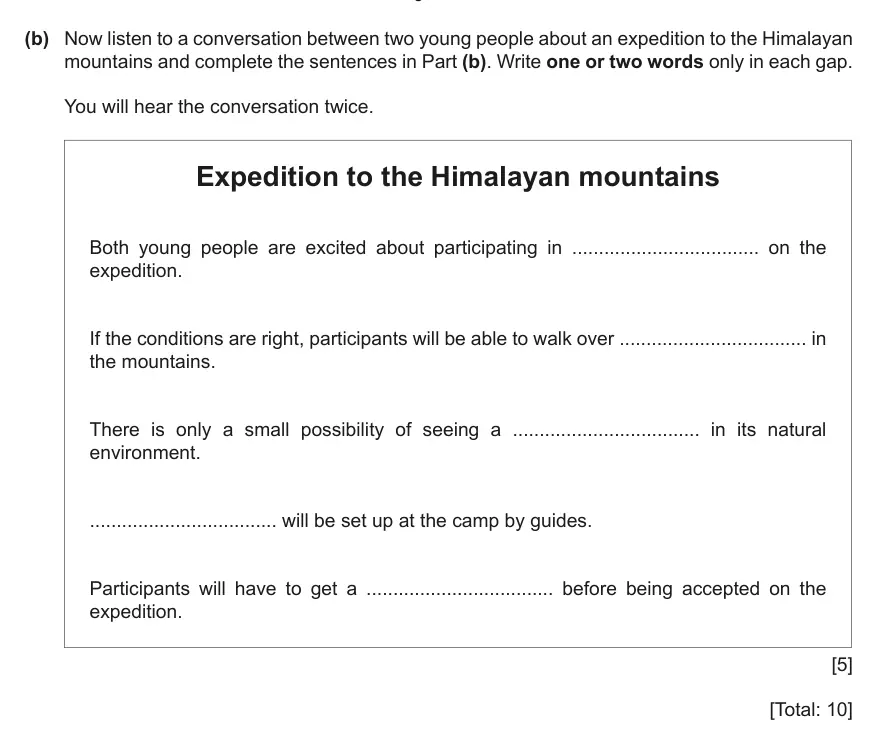 (b) Now listen to a conversation between two young people about an expedition to the Himalayan
mountains and complete the sentences in Part (b). Write one or two words only in each gap.
You will hear the conversation twice.
Expedition to the Himalayan mountains
Both young people are excited about participating in ................................... on the
expedition.
If the conditions are right, participants will be able to walk over ................................... in
the mountains.
There is only a small possibility of seeing a ................................... in its natural
environment.
................................... will be set up at the camp by guides.
Participants will have to get a ................................... before being accepted on the
expedition.
[5]
[Total: 10]